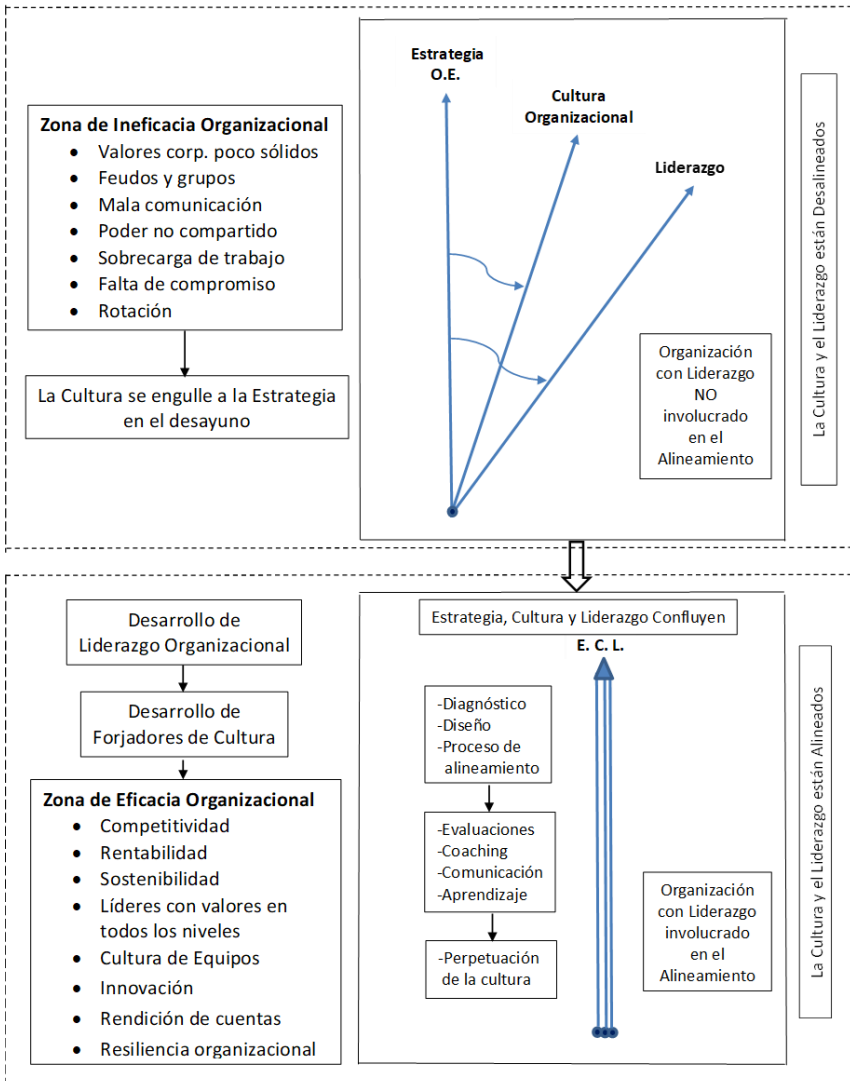 Zona de Ineficacia Organizacional
• Valores corp. poco sólidos
• Feudos y grupos
• Mala comunicación
• Poder no compartido
• Sobrecarga de trabajo
• Falta de compromiso
• Rotación
La Cultura se engulle a la Estrategia
en el desayuno
Estrategia
O.E.
Cultura
Organizacional
Liderazgo
Organización
con Liderazgo
NO
involucrado
en el
Alineamiento
La Cultura y el Liderazgo están Desalineados
Desarrollo de
Liderazgo Organizacional
Desarrollo de
Forjadores de Cultura
Zona de Eficacia Organizacional
• Competitividad
• Rentabilidad
• Sostenibilidad
• Líderes con valores en
todos los niveles
• Cultura de Equipos
• Innovación
• Rendición de cuentas
• Resiliencia organizacional
Estrategia, Cultura y Liderazgo Confluyen
E. C. L.
-Diagnóstico
-Diseño
-Proceso de
alineamiento
-Evaluaciones
-Coaching
-Comunicación
-Aprendizaje
-Perpetuación
de la cultura
Organización
con Liderazgo
involucrado
en el
Alineamiento
La Cultura y el Liderazgo están Alineados